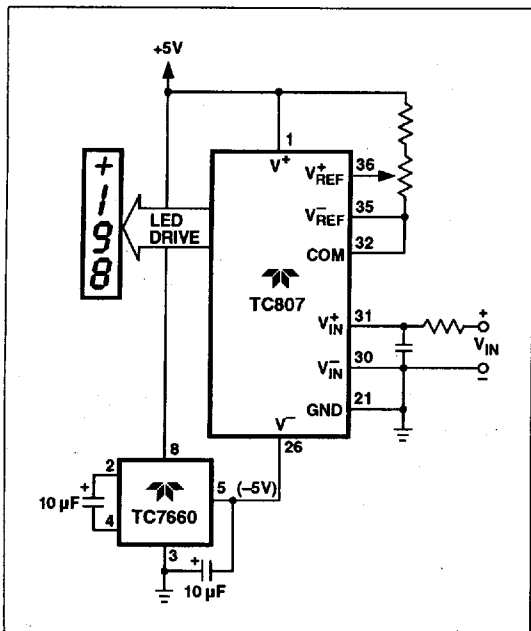 +5V
1
V+
36
V+REF
35
V–REF
COM
32
LED
DRIVE
+198
TC807
31
V+IN
+
VIN
30
V–IN
–
21
GND
V–
26
8
2
10 µF
+
4
TC7660
5
(–5V)
3
+
10 µF